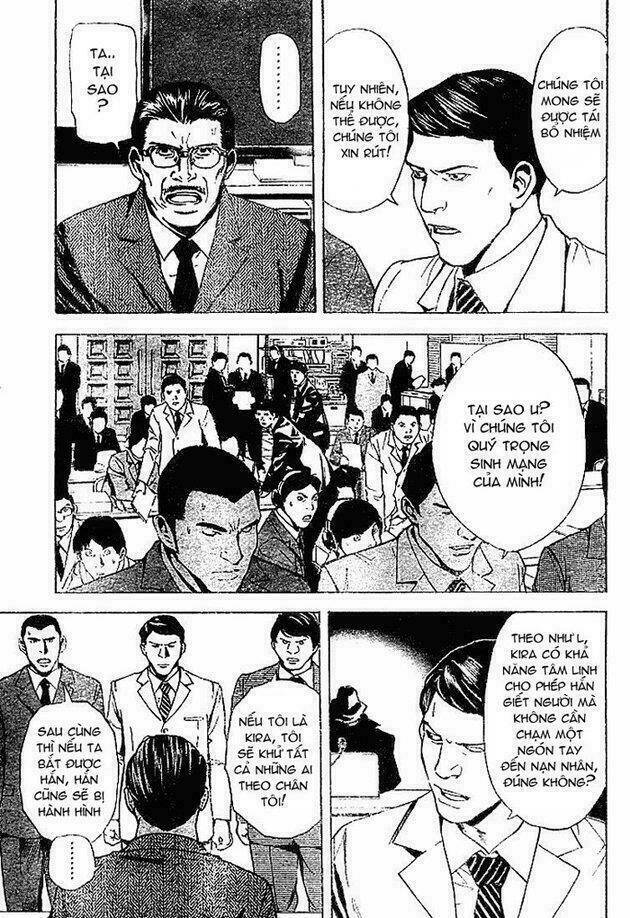 CHÚNG TÔI
MONG SẼ
ĐƯỢC TÁI
BỔ NHIỆM
TUY NHIÊN,
NẾU KHÔNG
THỂ ĐƯỢC,
CHÚNG TÔI
XIN RÚT!
........
TA..
TẠI
SAO
?
TẠI SAO Ư?
VÌ CHÚNG TÔI
QUÝ TRỌNG
SINH MẠNG
CỦA MÌNH!
THEO NHƯ L,
KIRA CÓ KHẢ
NĂNG TÂM LINH
CHO PHÉP HẮN
GIẾT NGƯỜI MÀ
KHÔNG CẦN
CHẠM MỘT
NGÓN TAY
ĐẾN NẠN NHÂN,
ĐÚNG KHÔNG?
NẾU TÔI LÀ
KIRA, TÔI
SẼ KHỬ TẤT
CẢ NHỮNG AI
THEO CHÂN
TÔI!
SAU CÙNG
THÌ NẾU TA
BẮT ĐƯỢC
HẮN, HẮN
CŨNG SẼ BỊ
HÀNH HÌNH
......